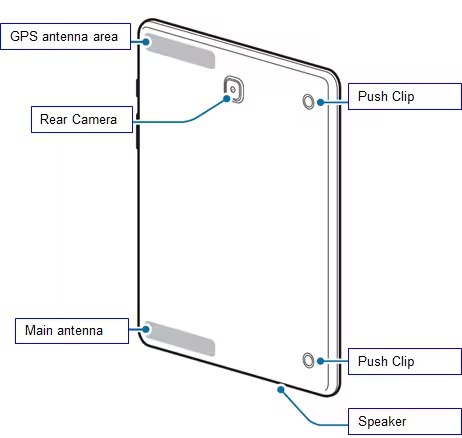 GPS antenna area
Push Clip
Rear Camera
Main antenna
Push Clip
Speaker